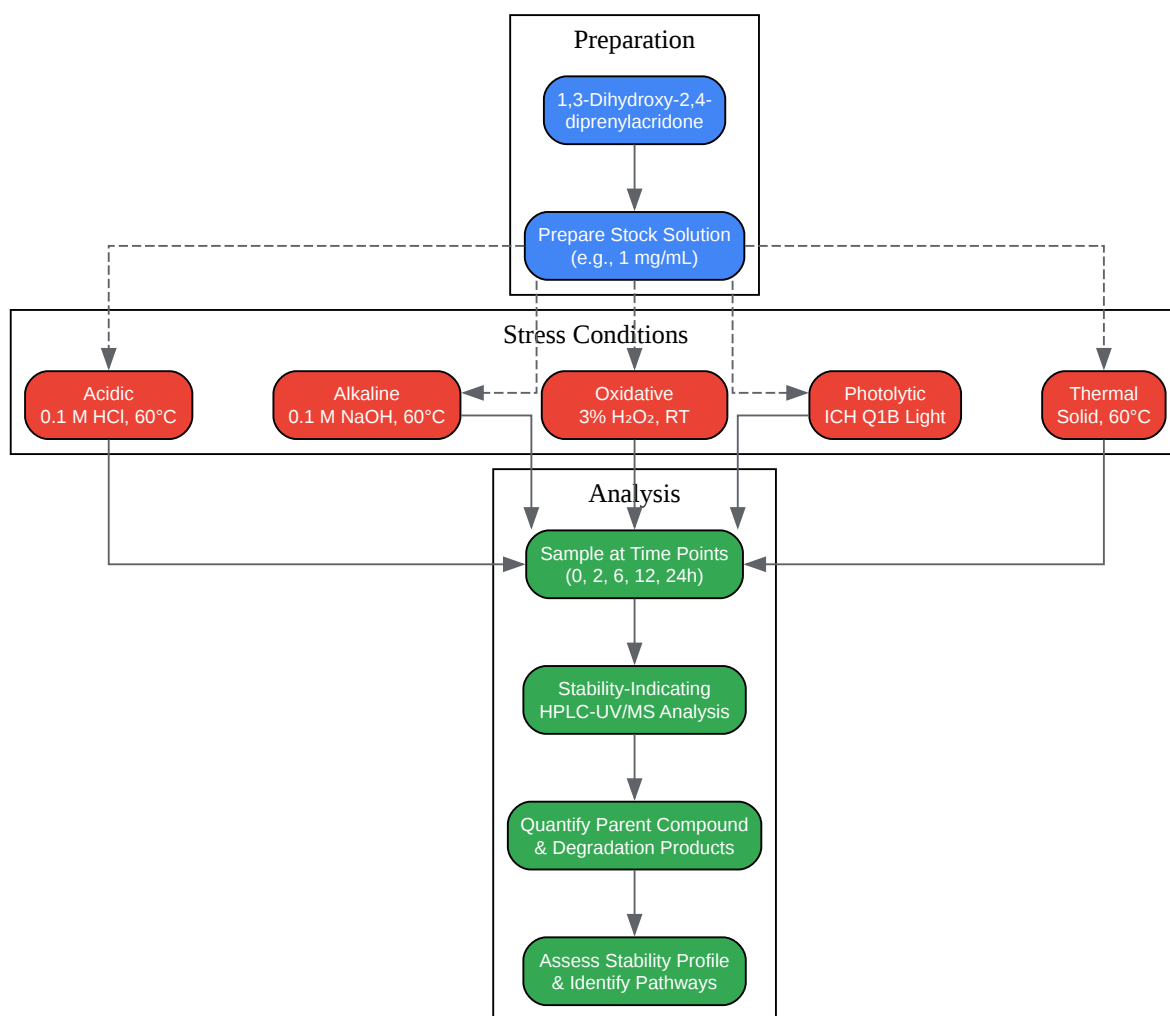 Preparation
1,3-Dihydroxy-2,4-
diprenylacridone
Prepare Stock Solution
(e.g., 1 mg/mL)
Stress Conditions
Acidic
0.1 M HCl, 60°C
Alkaline
0.1 M NaOH, 60°C
Oxidative
3% H₂O₂, RT
Photolytic
ICH Q1B Light
Thermal
Solid, 60°C
Analysis
Sample at Time Points
(0, 2, 6, 12, 24h)
Stability-Indicating
HPLC-UV/MS Analysis
Quantify Parent Compound
& Degradation Products
Assess Stability Profile
& Identify Pathways